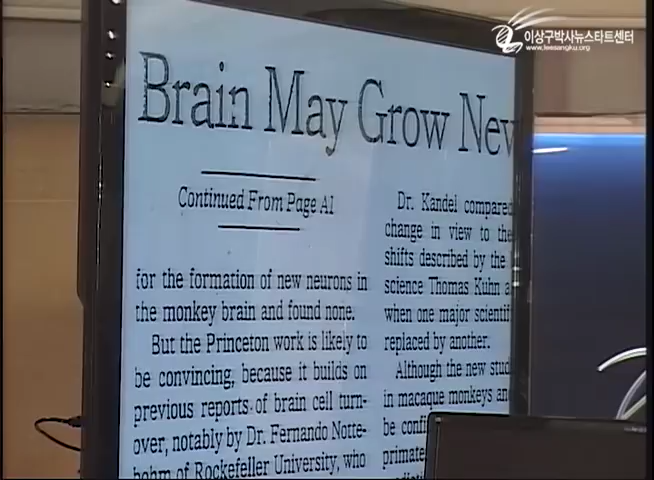 이상구박사뉴스타트센터
www.leesangku.org
Brain May Grow New
Continued From Page A1
for the formation of new neurons in
the monkey brain and found none.
But the Princeton work is likely to
be convincing, because it builds on
previous reports of brain cell turn-
over, notably by Dr. Fernando Notte-
bohm of Rockefeller University, who
Dr. Kandel compared
change in view to the
shifts described by the
science Thomas Kuhn
when one major scientif
replaced by another.
Although the new stud
in macaque monkeys an
be conf
primate